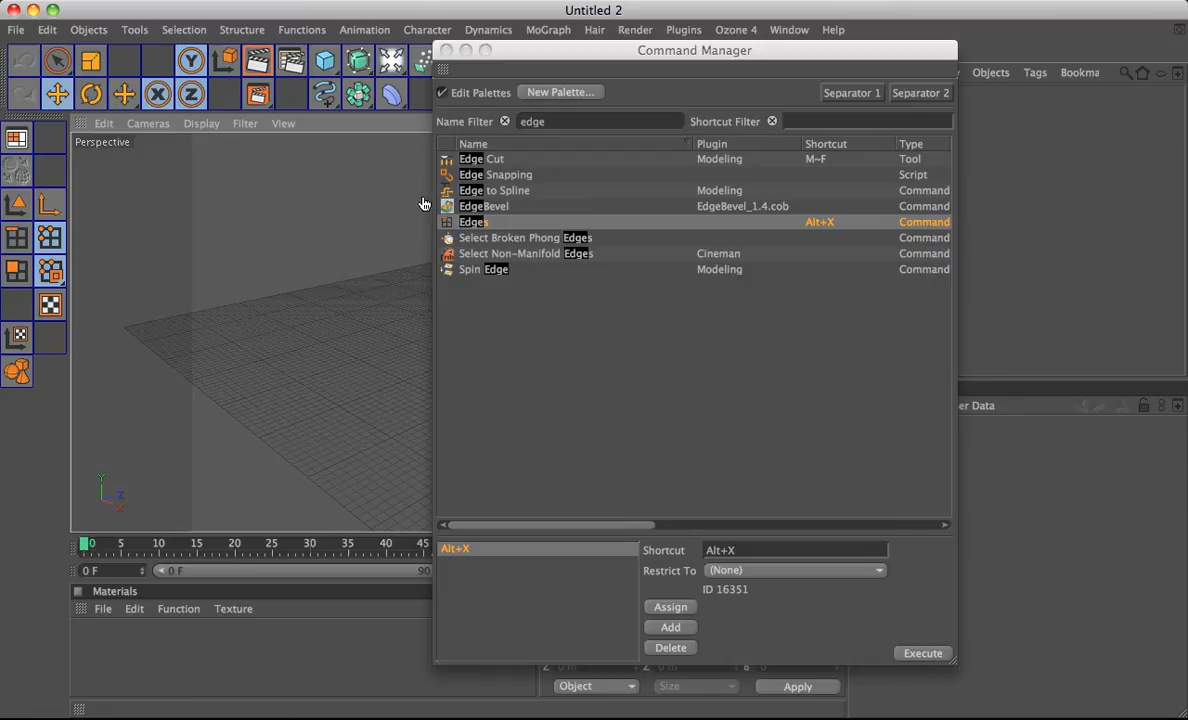 Untitled 2
File Edit Objects Tools Selection Structure Functions Animation Character Dynamics MoGraph Hair Render Plugins Ozone 4 Window Help
Command Manager
Objects Tags Bookma
Edit Palettes New Palette... Separator 1 Separator 2
Name Filter edge Shortcut Filter
Edit Cameras Display Filter View
Perspective
Name Plugin Shortcut Type
Edge Cut Modeling M~F Tool
Edge Snapping Script
Edge to Spline Modeling Command
EdgeBevel EdgeBevel_1.4.cob Command
Edges Alt+X Command
Select Broken Phong Edges Command
Select Non-Manifold Edges Cineman Command
Spin Edge Modeling Command
er Data
Y
Z
X
0 5 10 15 20 25 30 35 40 45
0 F 0 F 90
Alt+X Shortcut Alt+X
Restrict To (None)
ID 16351
Assign
Add
Delete
Execute
Materials
File Edit Function Texture
Object Size Apply